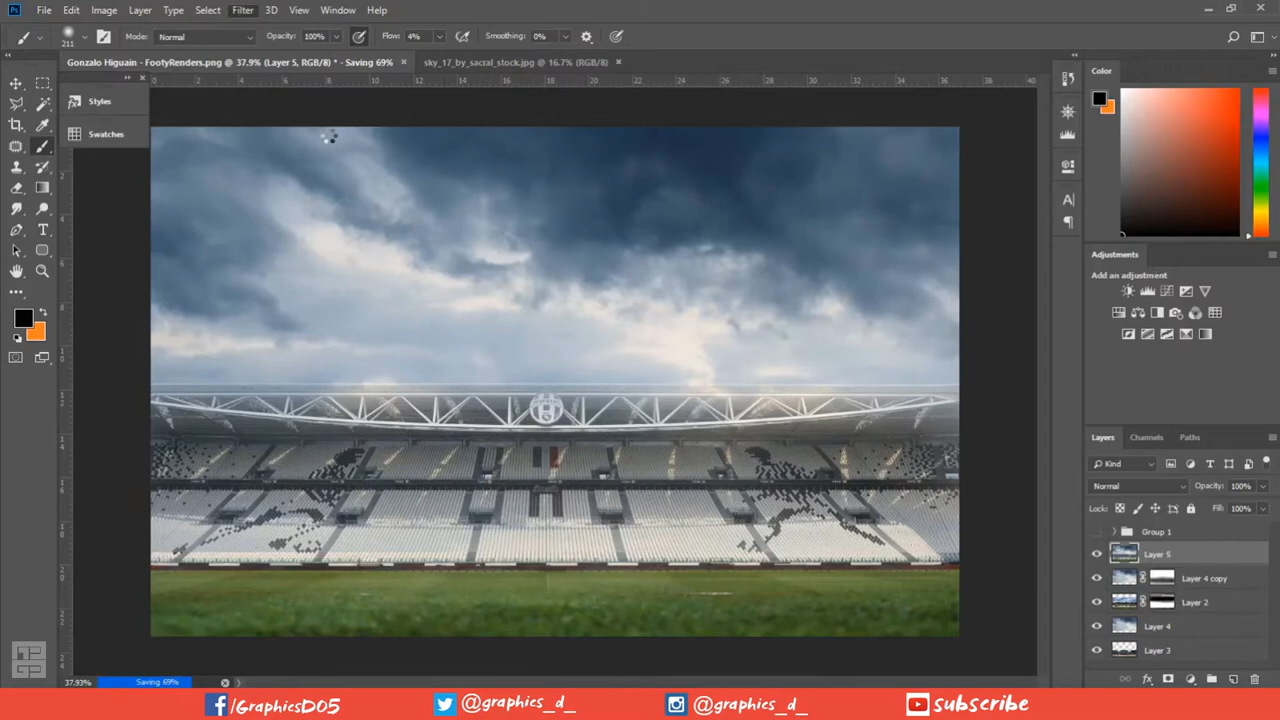 Ps File Edit Image Layer Type Select Filter 3D View Window Help
211 Mode: Normal Opacity: 100% Flow: 4% Smoothing: 0%
Gonzalo Higuain - FootyRenders.png @ 37.9% (Layer 5, RGB/8) * - Saving 69% × sky_17_by_sacral_stock.jpg @ 16.7% (RGB/8) ×
Styles
Swatches
Color
Adjustments
Add an adjustment
Layers Channels Paths
Kind
Normal Opacity: 100%
Lock: Fill: 100%
Group 1
Layer 5
Layer 4 copy
Layer 2
Layer 4
Layer 3
37.93% Saving 69%
/GraphicsD05 @graphics_d_ @graphics_d_ subscribe